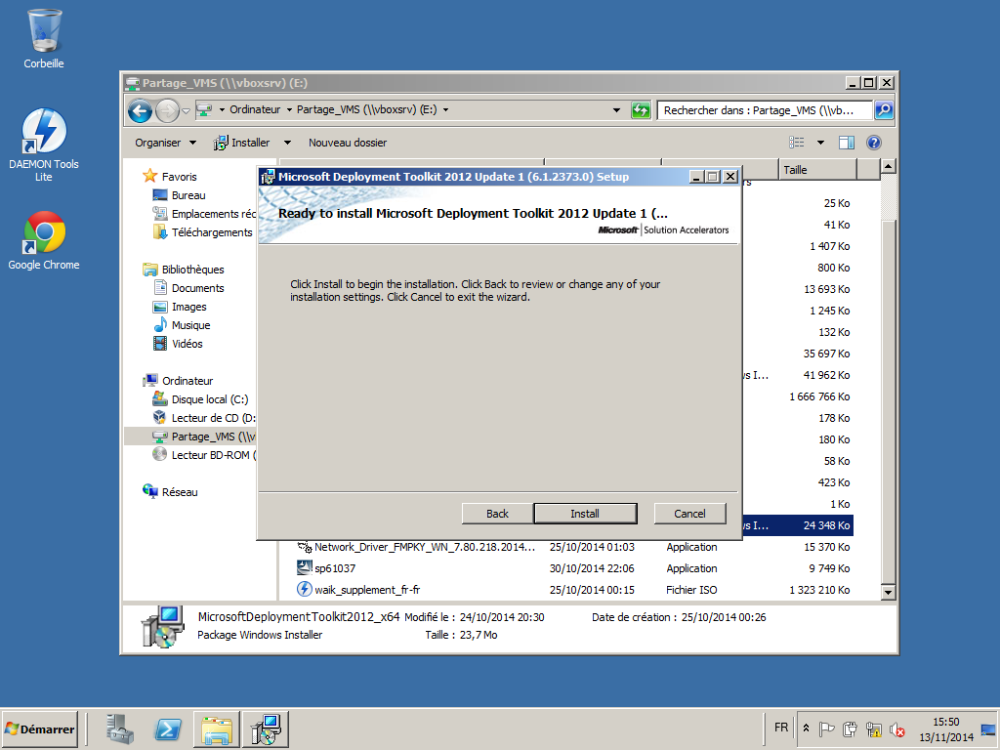 Corbeille
DAEMON Tools
Lite
Google Chrome
Partage_VMS (\\vboxsrv) (E:)
Ordinateur Partage_VMS (\\vboxsrv) (E:)
Rechercher dans : Partage_VMS (\\vb...
Organiser Installer Nouveau dossier
Taille
Favoris
Bureau
Emplacements réc
Téléchargements
Bibliothèques
Documents
Images
Musique
Vidéos
Ordinateur
Disque local (C:)
Lecteur de CD (D:
Partage_VMS (\\v
Lecteur BD-ROM (
Réseau
Microsoft Deployment Toolkit 2012 Update 1 (6.1.2373.0) Setup
Ready to install Microsoft Deployment Toolkit 2012 Update 1 (...
Microsoft Solution Accelerators
Click Install to begin the installation. Click Back to review or change any of your
installation settings. Click Cancel to exit the wizard.
Back Install Cancel
25 Ko
41 Ko
1 407 Ko
800 Ko
13 693 Ko
1 245 Ko
132 Ko
35 697 Ko
s I... 41 962 Ko
1 666 766 Ko
178 Ko
180 Ko
58 Ko
423 Ko
1 Ko
s I... 24 348 Ko
Network_Driver_FMPKY_WN_7.80.218.2014... 25/10/2014 01:03 Application 15 370 Ko
sp61037 30/10/2014 22:06 Application 9 749 Ko
waik_supplement_fr-fr 25/10/2014 00:15 Fichier ISO 1 323 210 Ko
MicrosoftDeploymentToolkit2012_x64 Modifié le : 24/10/2014 20:30 Date de création : 25/10/2014 00:26
Package Windows Installer Taille : 23,7 Mo
Démarrer
FR
15:50
13/11/2014